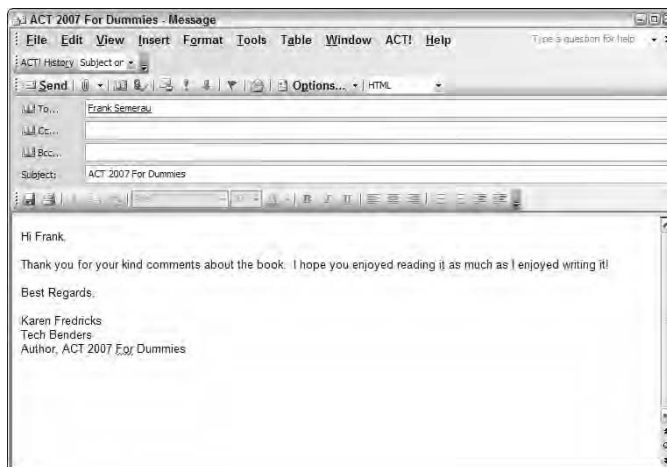 ACT 2007 For Dummies - Message
File Edit View Insert Format Tools Table Window ACT! Help Type a question for help
ACT! History Subject or
Send Options... HTML
To... Frank Semerau
Cc...
Bcc...
Subject: ACT 2007 For Dummies
B I U
Hi Frank,
Thank you for your kind comments about the book. I hope you enjoyed reading it as much as I enjoyed writing it!
Best Regards,
Karen Fredricks
Tech Benders
Author, ACT 2007 For Dummies